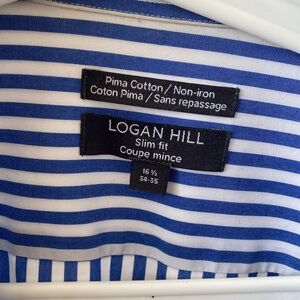 Pima Cotton / Non-iron
Coton Pima / Sans repassage
LOGAN HILL
Slim fit
Coupe mince
16 ½
34-35